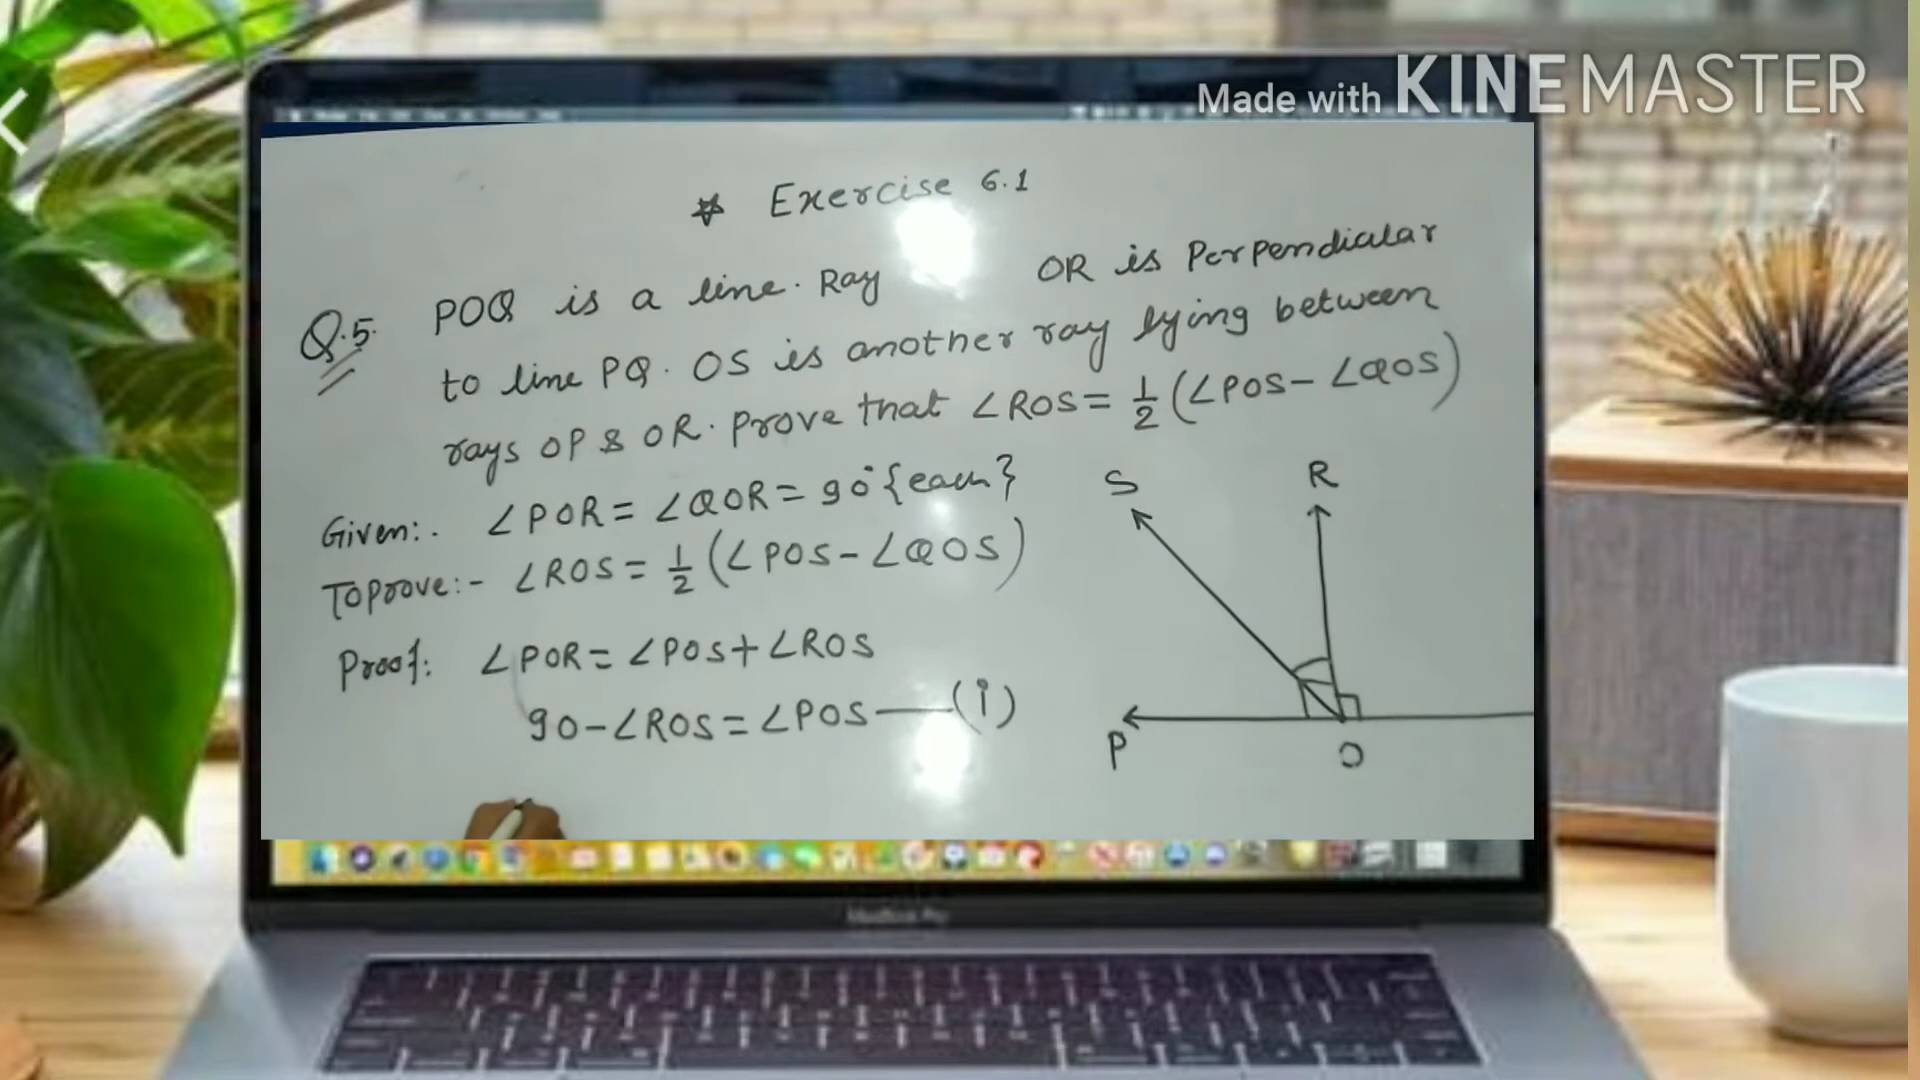 Made with KINEMASTER
* Exercise 6.1
Q.5. POQ is a line. Ray OR is Perpendicular
to line PQ. OS is another ray lying between
rays OP & OR. Prove that ∠ROS = 1/2 (∠POS - ∠QOS)
Given:. ∠POR = ∠QOR = 90° {each}
To prove:- ∠ROS = 1/2 (∠POS - ∠QOS)
Proof: ∠POR = ∠POS + ∠ROS
90 - ∠ROS = ∠POS — (i)
S R
P O